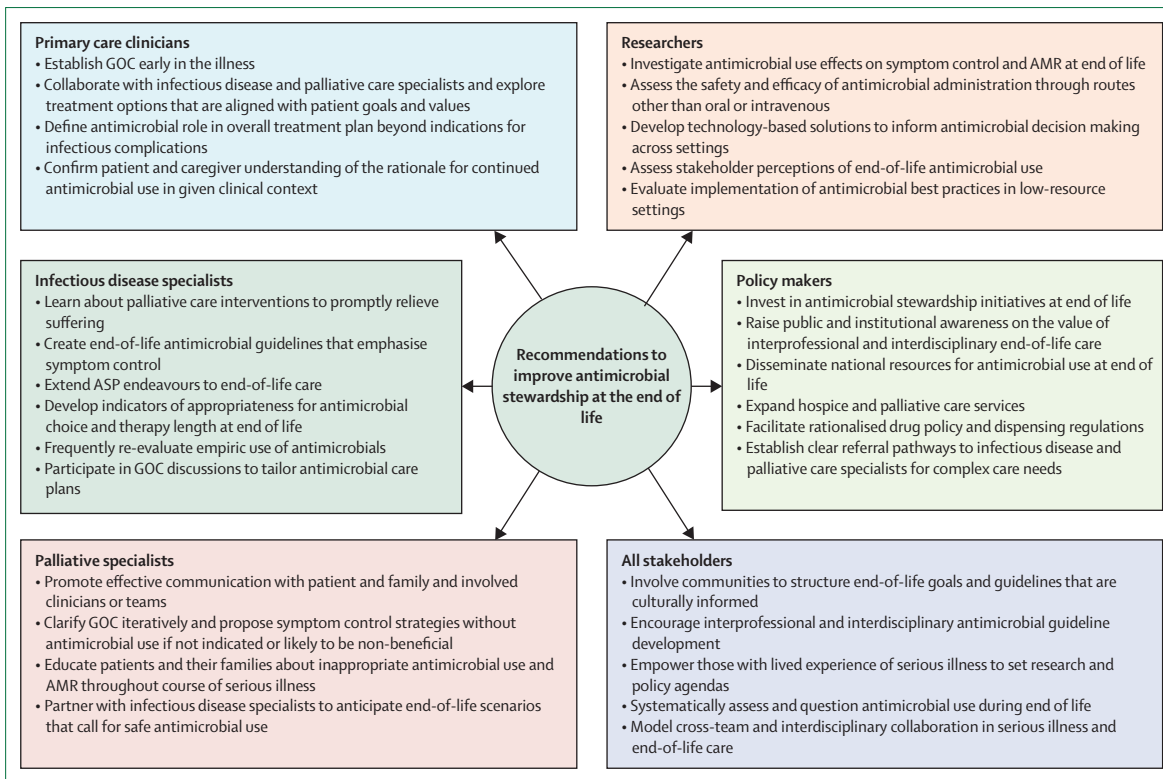 Primary care clinicians
• Establish GOC early in the illness
• Collaborate with infectious disease and palliative care specialists and explore
treatment options that are aligned with patient goals and values
• Define antimicrobial role in overall treatment plan beyond indications for
infectious complications
• Confirm patient and caregiver understanding of the rationale for continued
antimicrobial use in given clinical context
Researchers
• Investigate antimicrobial use effects on symptom control and AMR at end of life
• Assess the safety and efficacy of antimicrobial administration through routes
other than oral or intravenous
• Develop technology-based solutions to inform antimicrobial decision making
across settings
• Assess stakeholder perceptions of end-of-life antimicrobial use
• Evaluate implementation of antimicrobial best practices in low-resource
settings
Infectious disease specialists
• Learn about palliative care interventions to promptly relieve
suffering
• Create end-of-life antimicrobial guidelines that emphasise
symptom control
• Extend ASP endeavours to end-of-life care
• Develop indicators of appropriateness for antimicrobial
choice and therapy length at end of life
• Frequently re-evaluate empiric use of antimicrobials
• Participate in GOC discussions to tailor antimicrobial care
plans
Recommendations to
improve antimicrobial
stewardship at the end of
life
Policy makers
• Invest in antimicrobial stewardship initiatives at end of life
• Raise public and institutional awareness on the value of
interprofessional and interdisciplinary end-of-life care
• Disseminate national resources for antimicrobial use at end of
life
• Expand hospice and palliative care services
• Facilitate rationalised drug policy and dispensing regulations
• Establish clear referral pathways to infectious disease and
palliative care specialists for complex care needs
Palliative specialists
• Promote effective communication with patient and family and involved
clinicians or teams
• Clarify GOC iteratively and propose symptom control strategies without
antimicrobial use if not indicated or likely to be non-beneficial
• Educate patients and their families about inappropriate antimicrobial use and
AMR throughout course of serious illness
• Partner with infectious disease specialists to anticipate end-of-life scenarios
that call for safe antimicrobial use
All stakeholders
• Involve communities to structure end-of-life goals and guidelines that are
culturally informed
• Encourage interprofessional and interdisciplinary antimicrobial guideline
development
• Empower those with lived experience of serious illness to set research and
policy agendas
• Systematically assess and question antimicrobial use during end of life
• Model cross-team and interdisciplinary collaboration in serious illness and
end-of-life care